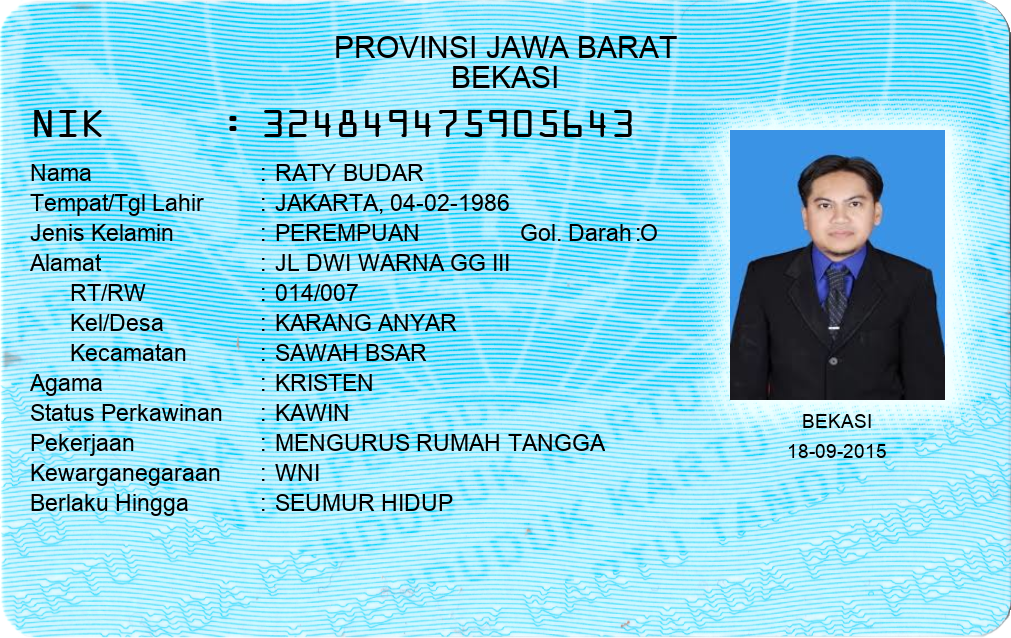 PROVINSI JAWA BARAT
BEKASI
NIK : 324849475905643
Nama : RATY BUDAR
Tempat/Tgl Lahir : JAKARTA, 04-02-1986
Jenis Kelamin : PEREMPUAN Gol. Darah :O
Alamat : JL DWI WARNA GG III
RT/RW : 014/007
Kel/Desa : KARANG ANYAR
Kecamatan : SAWAH BSAR
Agama : KRISTEN
Status Perkawinan : KAWIN
Pekerjaan : MENGURUS RUMAH TANGGA
Kewarganegaraan : WNI
Berlaku Hingga : SEUMUR HIDUP
BEKASI
18-09-2015